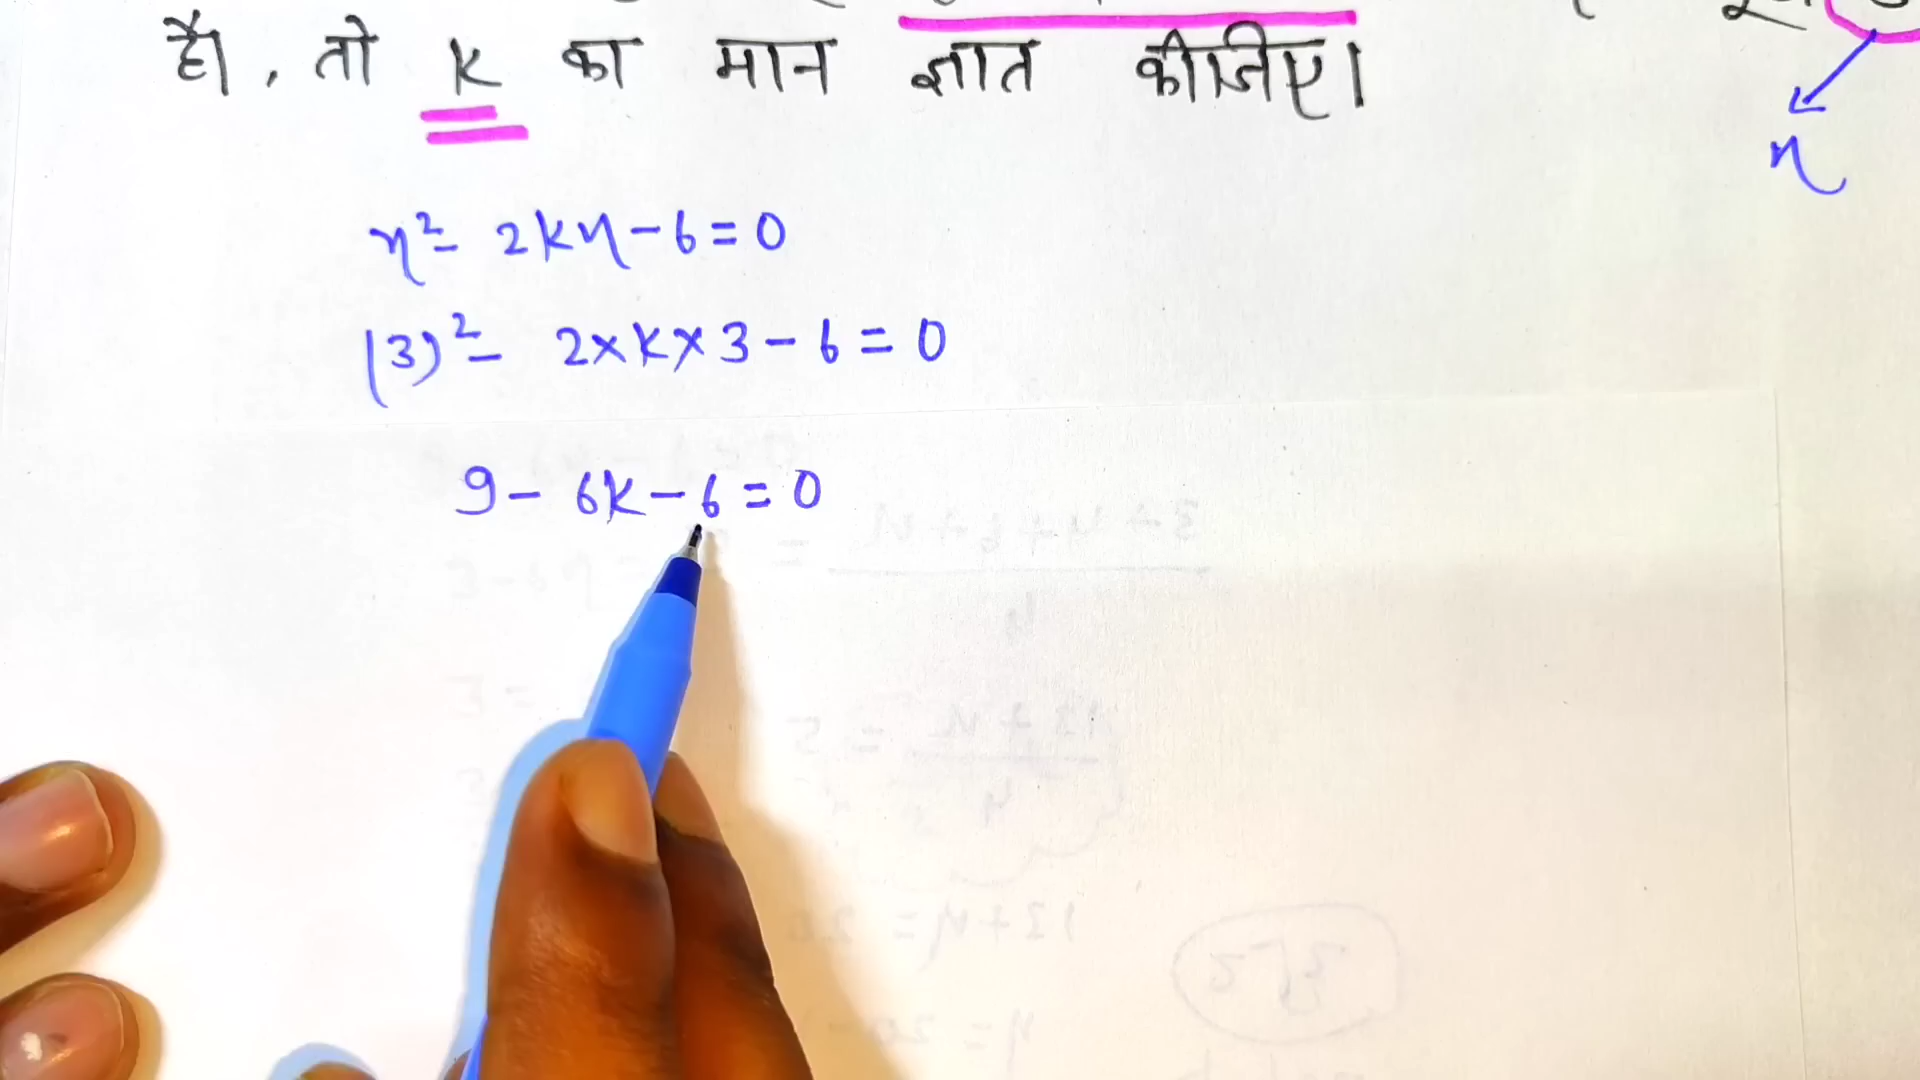 है। , तो K का मान ज्ञात कीजिए।
x
x² - 2kx - 6 = 0
(3)² - 2×k×3 - 6 = 0
9 - 6k - 6 = 0